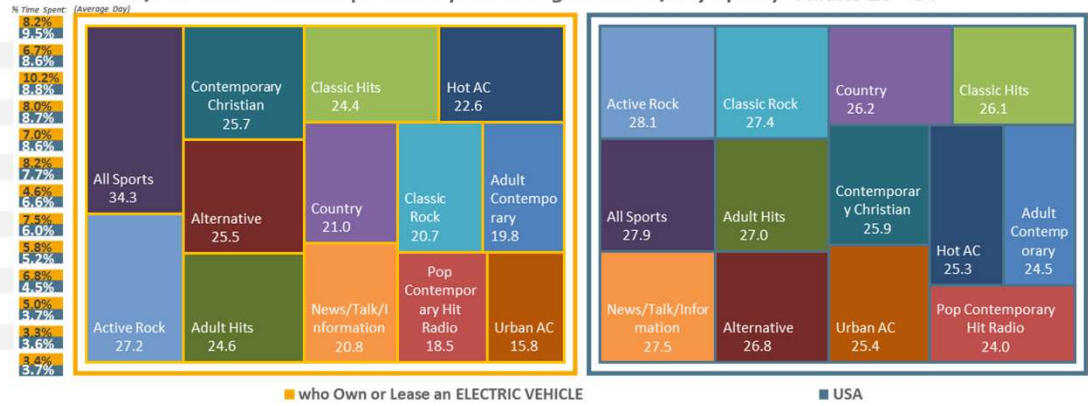 % Time Spent: (Average Day)
8.2%
9.5%
6.7%
8.6%
10.2%
8.8%
8.0%
8.7%
7.0%
8.6%
8.2%
7.7%
4.6%
6.6%
7.5%
6.0%
5.8%
5.2%
6.8%
4.5%
5.0%
3.7%
3.3%
3.6%
3.4%
3.7%
All Sports
34.3
Active Rock
27.2
Contemporary
Christian
25.7
Alternative
25.5
Adult Hits
24.6
Classic Hits
24.4
Hot AC
22.6
Country
21.0
Classic
Rock
20.7
Adult
Contempo
rary
19.8
News/Talk/I
nformation
20.8
Pop
Contempor
ary Hit
Radio
18.5
Urban AC
15.8
Active Rock
28.1
All Sports
27.9
News/Talk/Infor
mation
27.5
Classic Rock
27.4
Adult Hits
27.0
Alternative
26.8
Country
26.2
Classic Hits
26.1
Contemporar
y Christian
25.9
Urban AC
25.4
Hot AC
25.3
Adult
Contemp
orary
24.5
Pop Contemporary
Hit Radio
24.0
who Own or Lease an ELECTRIC VEHICLE
USA